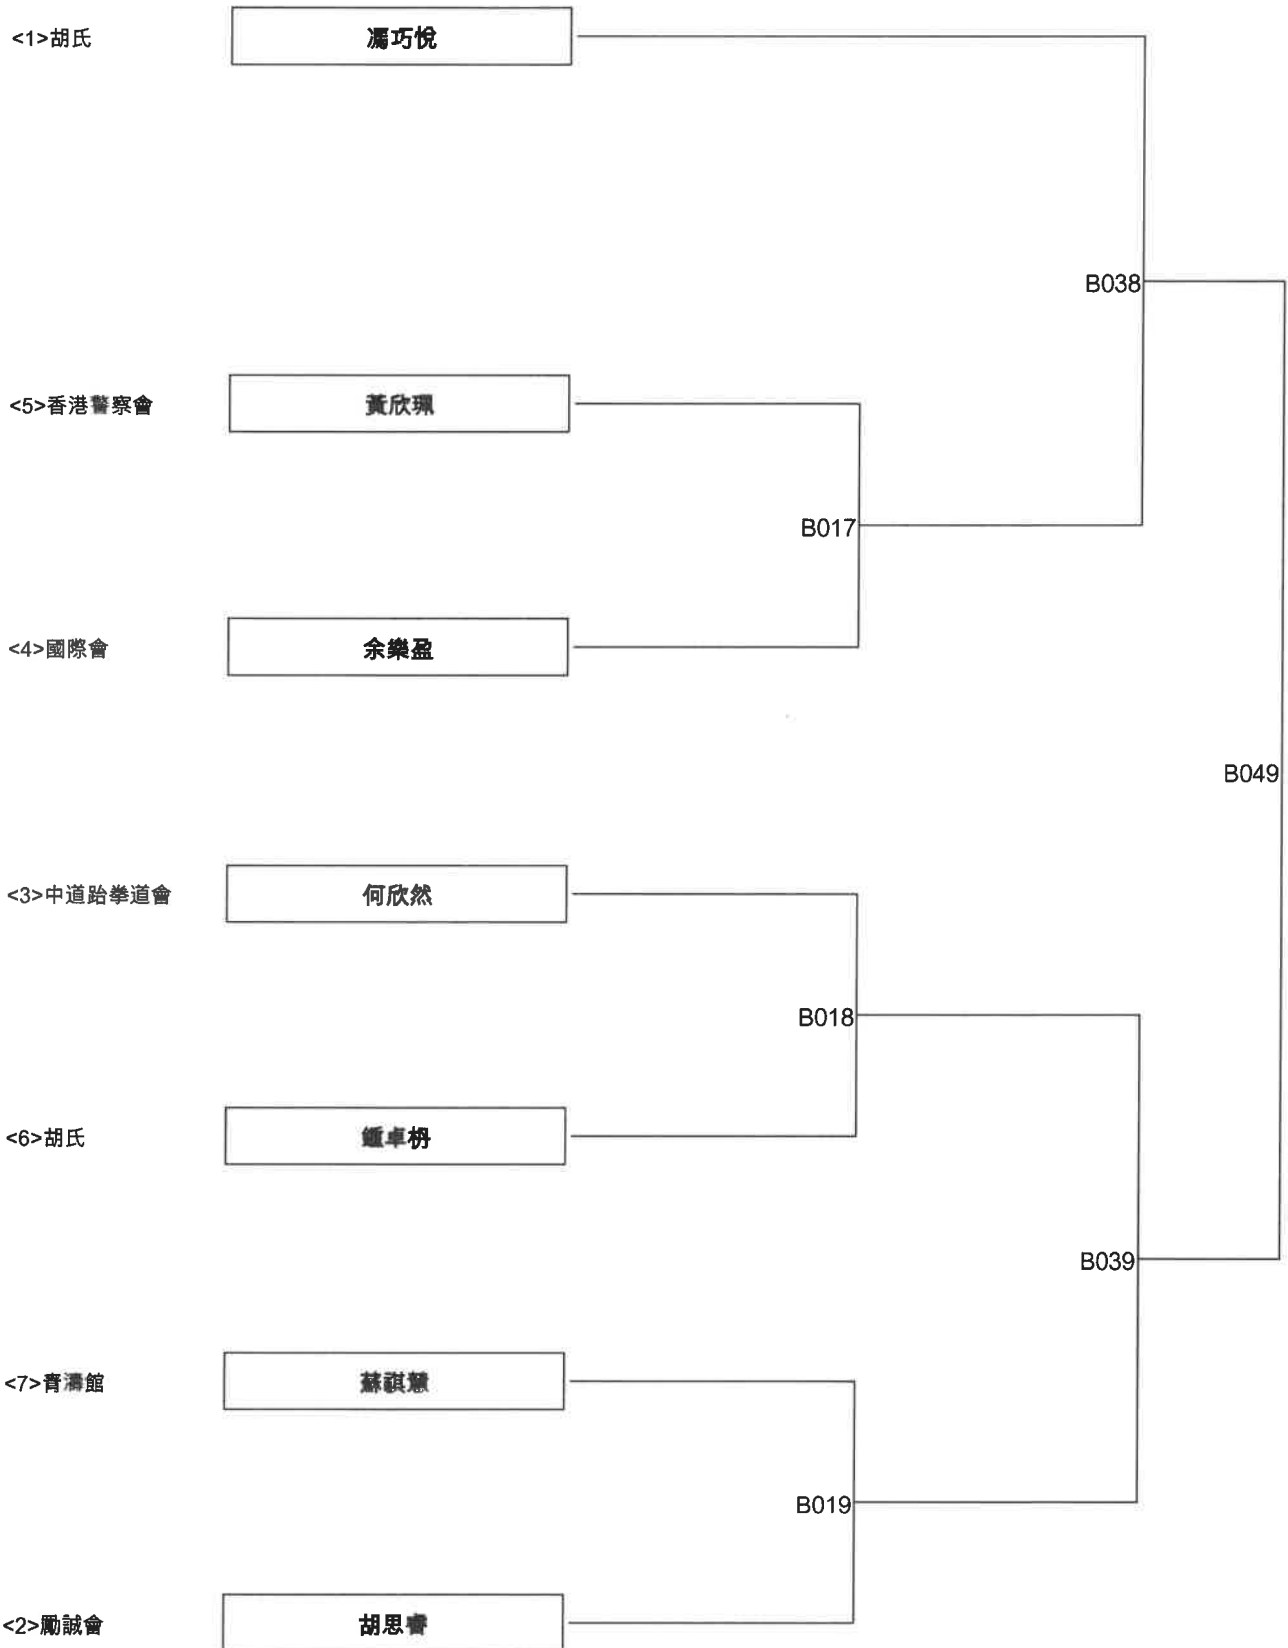 <1>胡氏 馮巧悅
B038
<5>香港警察會 黃欣珮
B017
<4>國際會 余樂盈
B049
<3>中道跆拳道會 何欣然
B018
<6>胡氏 鍾卓枬
B039
<7>青濤館 蘇祺慧
B019
<2>勵誠會 胡思睿